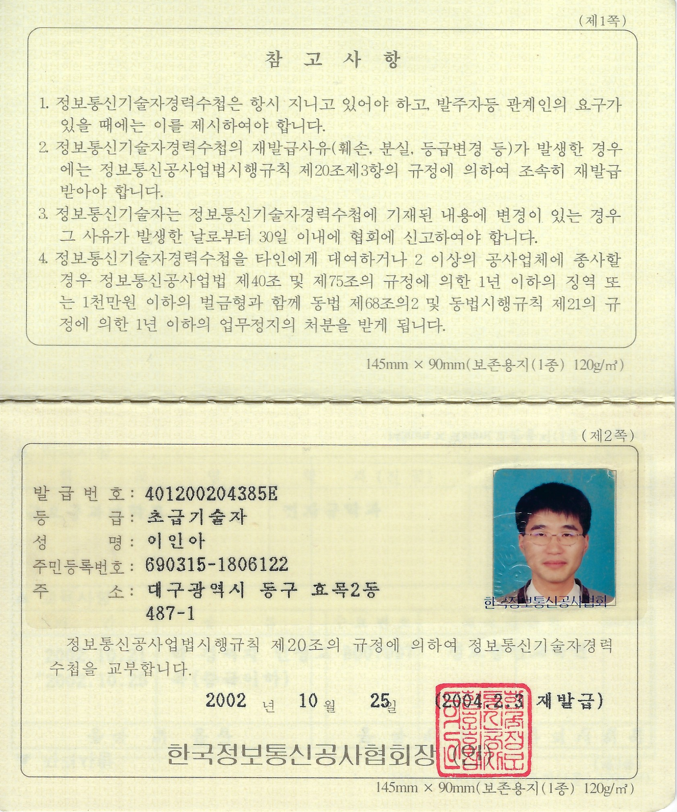 (제1쪽)
참 고 사 항
1. 정보통신기술자경력수첩은 항시 지니고 있어야 하고, 발주자등 관계인의 요구가
있을 때에는 이를 제시하여야 합니다.
2. 정보통신기술자경력수첩의 재발급사유(훼손, 분실, 등급변경 등)가 발생한 경우
에는 정보통신공사업법시행규칙 제20조제3항의 규정에 의하여 조속히 재발급
받아야 합니다.
3. 정보통신기술자는 정보통신기술자경력수첩에 기재된 내용에 변경이 있는 경우
그 사유가 발생한 날로부터 30일 이내에 협회에 신고하여야 합니다.
4. 정보통신기술자경력수첩을 타인에게 대여하거나 2 이상의 공사업체에 종사할
경우 정보통신공사업법 제40조 및 제75조의 규정에 의한 1년 이하의 징역 또
는 1천만원 이하의 벌금형과 함께 동법 제68조의2 및 동법시행규칙 제21의 규
정에 의한 1년 이하의 업무정지의 처분을 받게 됩니다.
145mm × 90mm(보존용지(1종) 120g/㎡)
(제2쪽)
발 급 번 호 : 401200204385E
등 급 : 초급기술자
성 명 : 이인아
주민등록번호 : 690315-1806122
주 소 : 대구광역시 동구 효목2동
487-1
한국정보통신공사협회
정보통신공사업법시행규칙 제20조의 규정에 의하여 정보통신기술자경력
수첩을 교부합니다.
2002 년 10 월 25일 (2004.2.3 재발급)
한국정보통신공사협회장 (인)
145mm × 90mm(보존용지(1종) 120g/㎡)